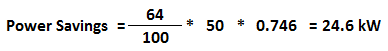 Power Savings = 64/100 * 50 * 0.746 = 24.6 kW